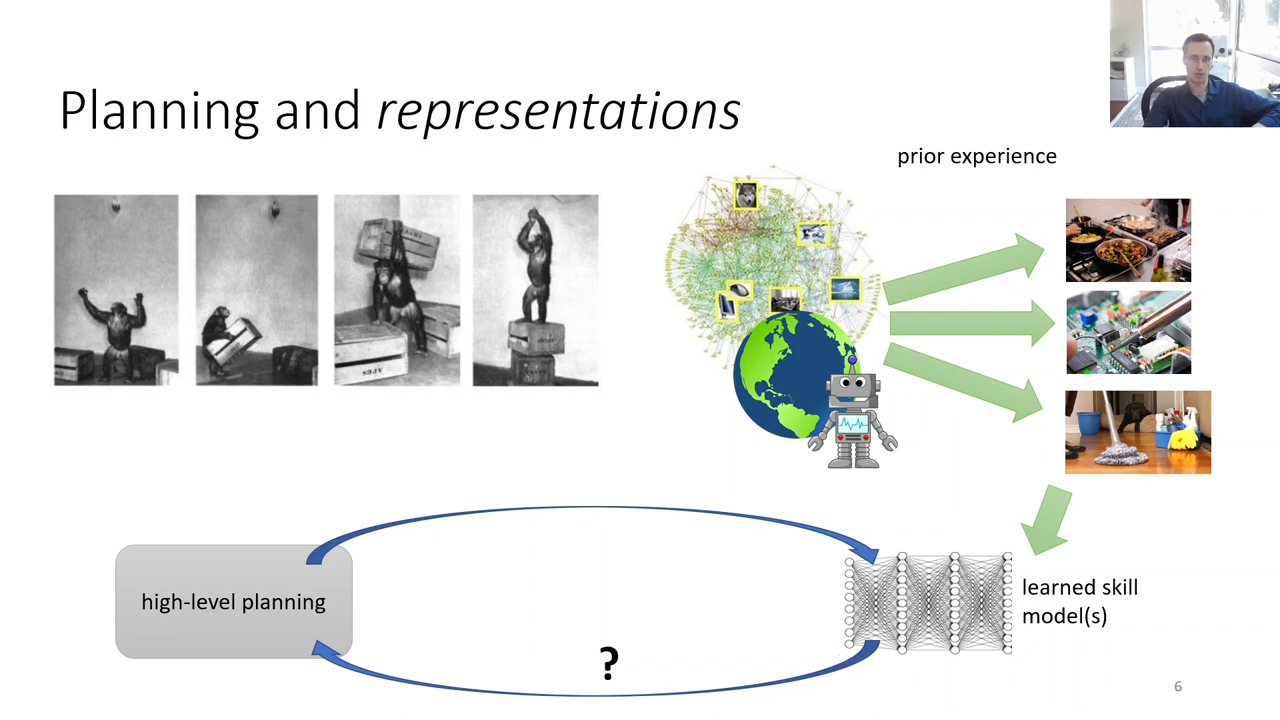 Planning and representations
prior experience
high-level planning
learned skill
model(s)
?
6